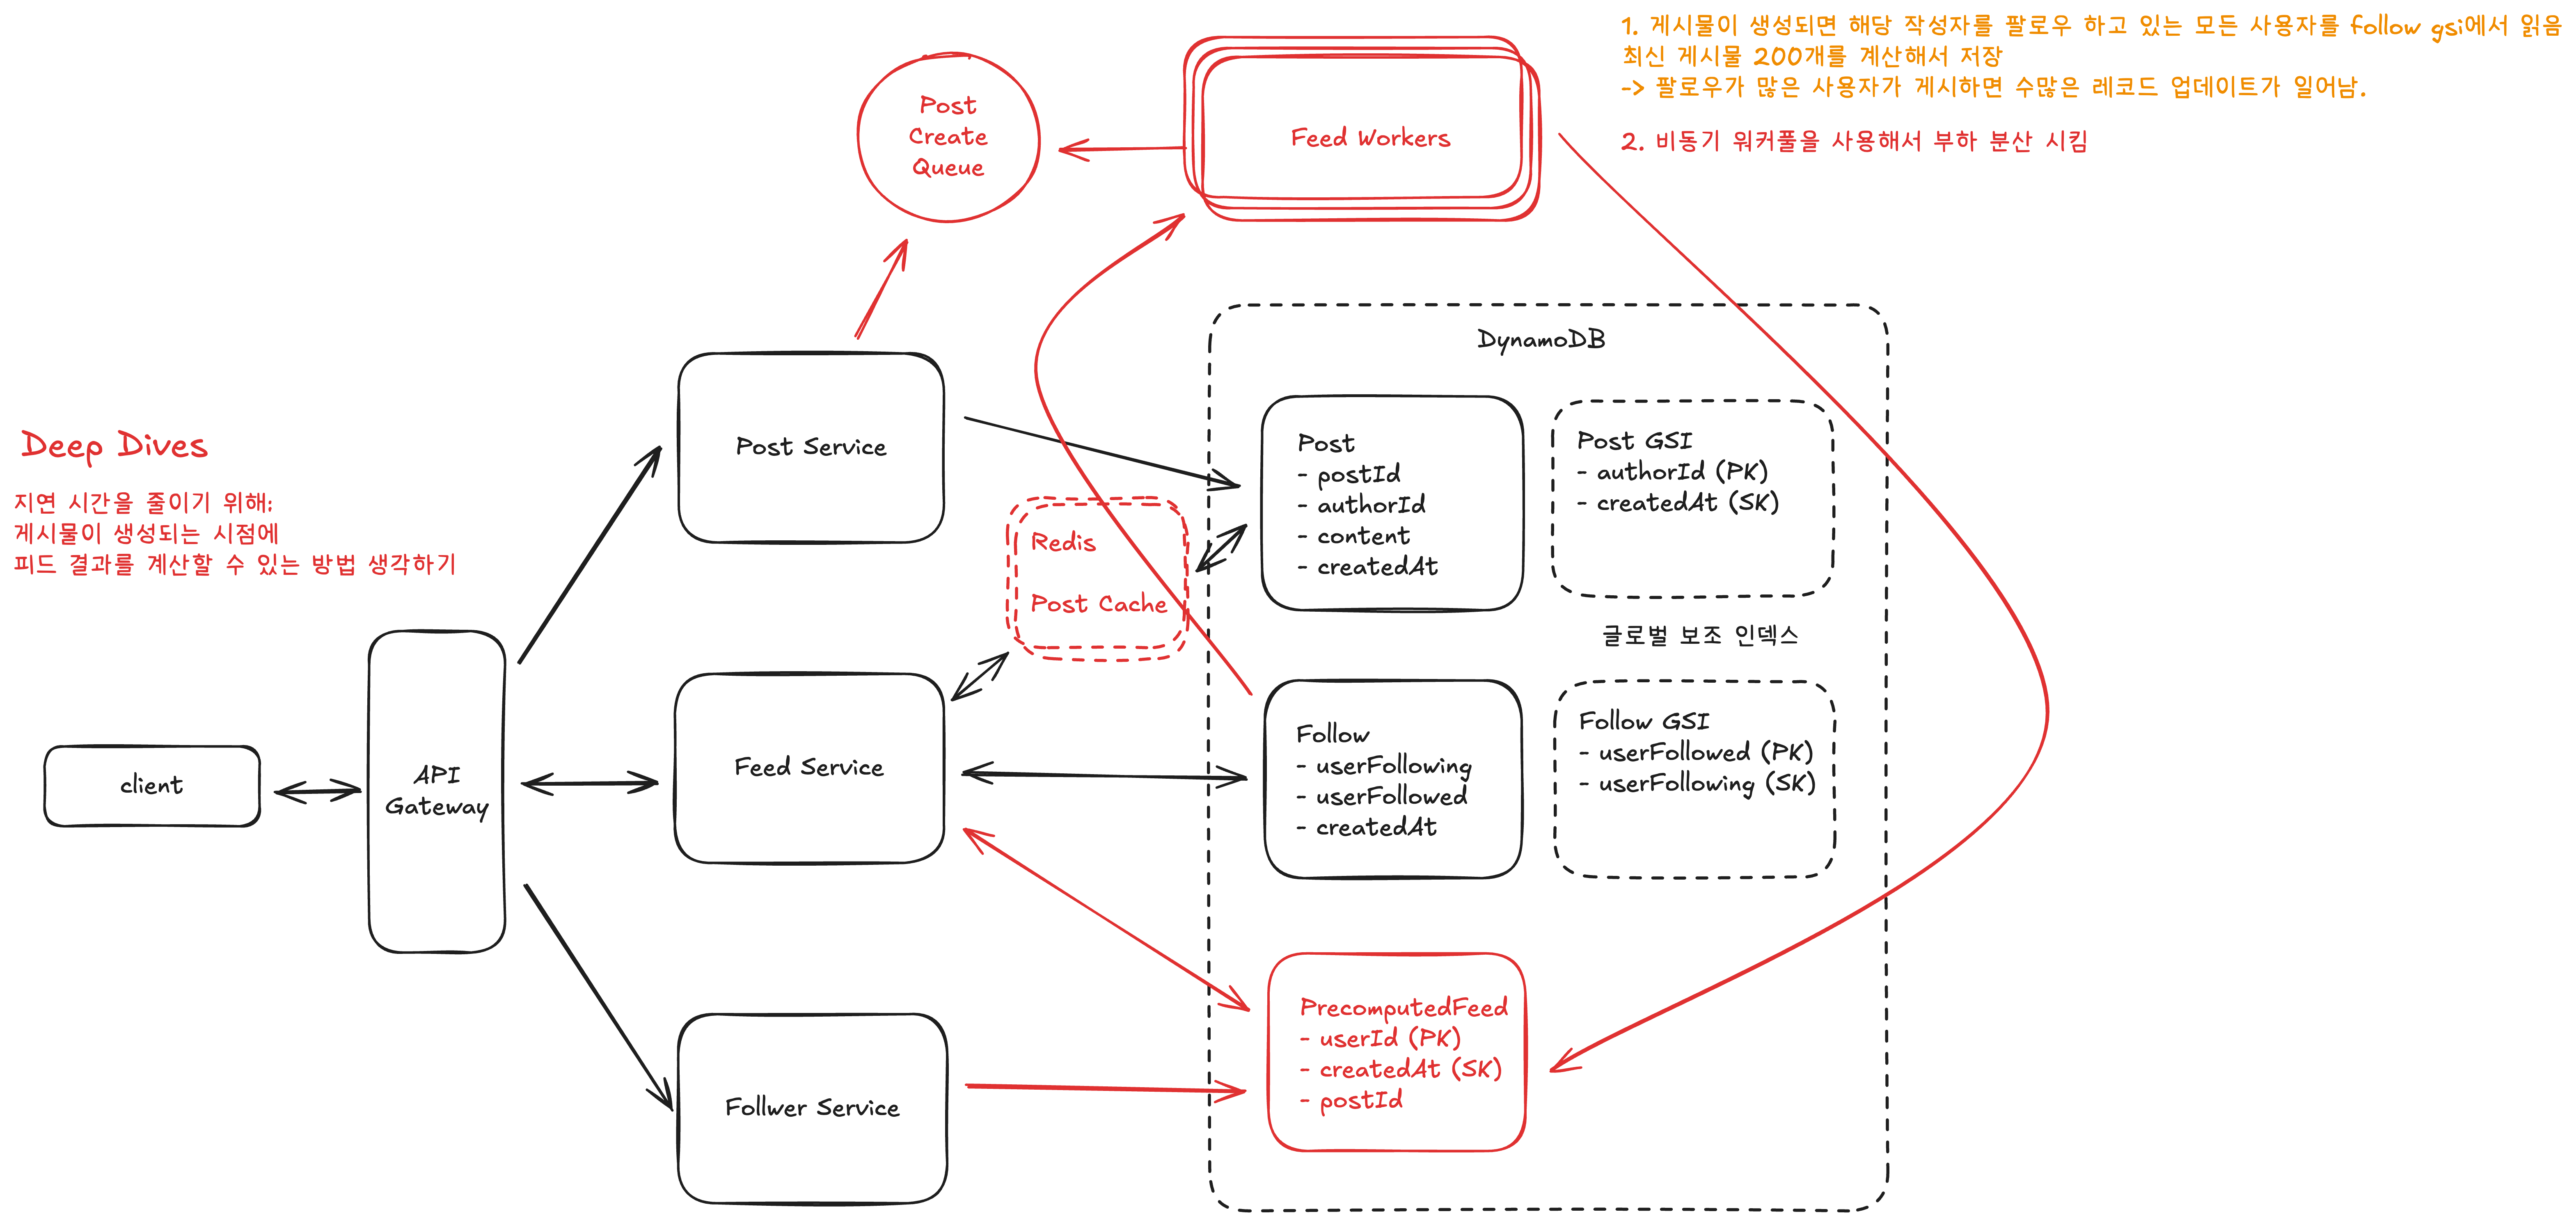 1. 게시물이 생성되면 해당 작성자를 팔로우 하고 있는 모든 사용자를 follow gsi에서 읽음
최신 게시물 200개를 계산해서 저장
-> 팔로우가 많은 사용자가 게시하면 수많은 레코드 업데이트가 일어남.
2. 비동기 워커풀을 사용해서 부하 분산 시킴
Post
Create
Queue
Feed Workers
Deep Dives
지연 시간을 줄이기 위해:
게시물이 생성되는 시점에
피드 결과를 계산할 수 있는 방법 생각하기
client
API
Gateway
Post Service
Feed Service
Follwer Service
Redis
Post Cache
DynamoDB
Post
- postId
- authorId
- content
- createdAt
Post GSI
- authorId (PK)
- createdAt (SK)
글로벌 보조 인덱스
Follow
- userFollowing
- userFollowed
- createdAt
Follow GSI
- userFollowed (PK)
- userFollowing (SK)
PrecomputedFeed
- userId (PK)
- createdAt (SK)
- postId